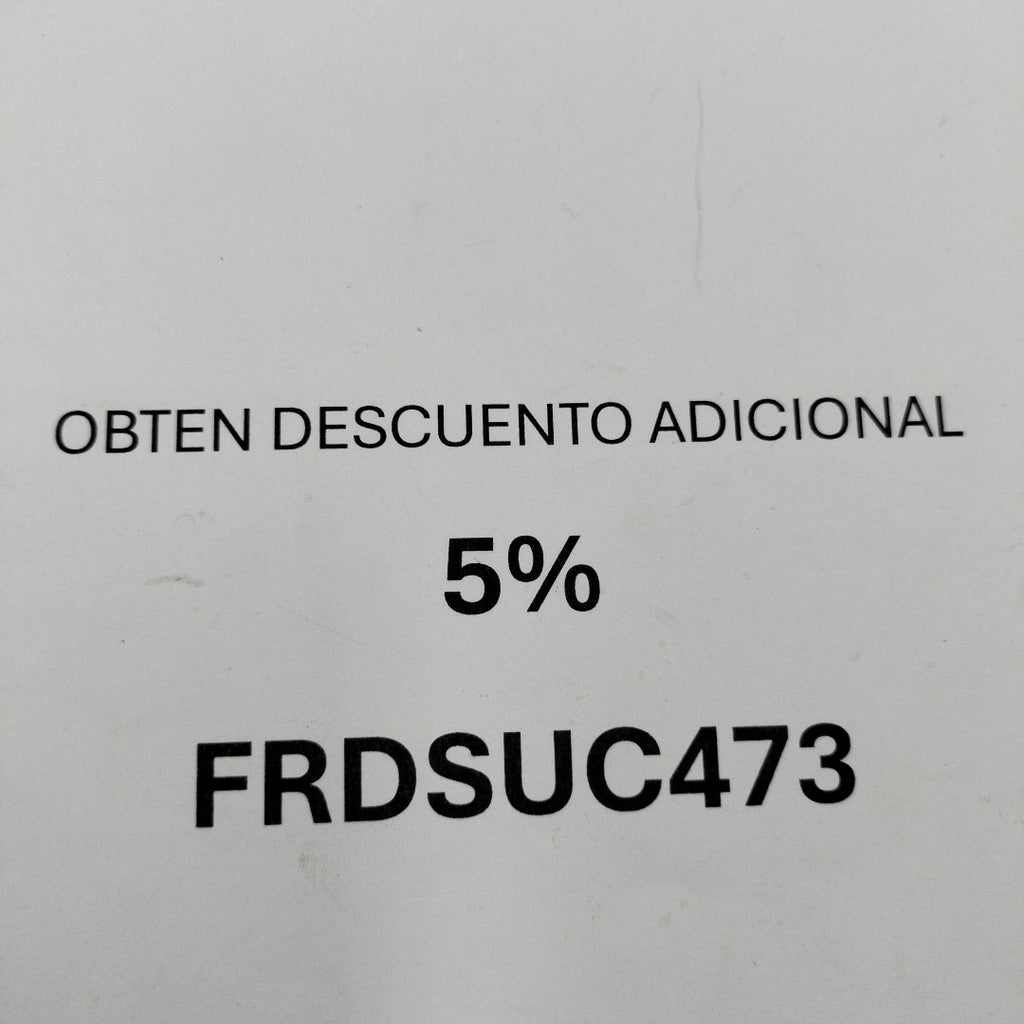 OBTEN DESCUENTO ADICIONAL
5%
FRDSUC473